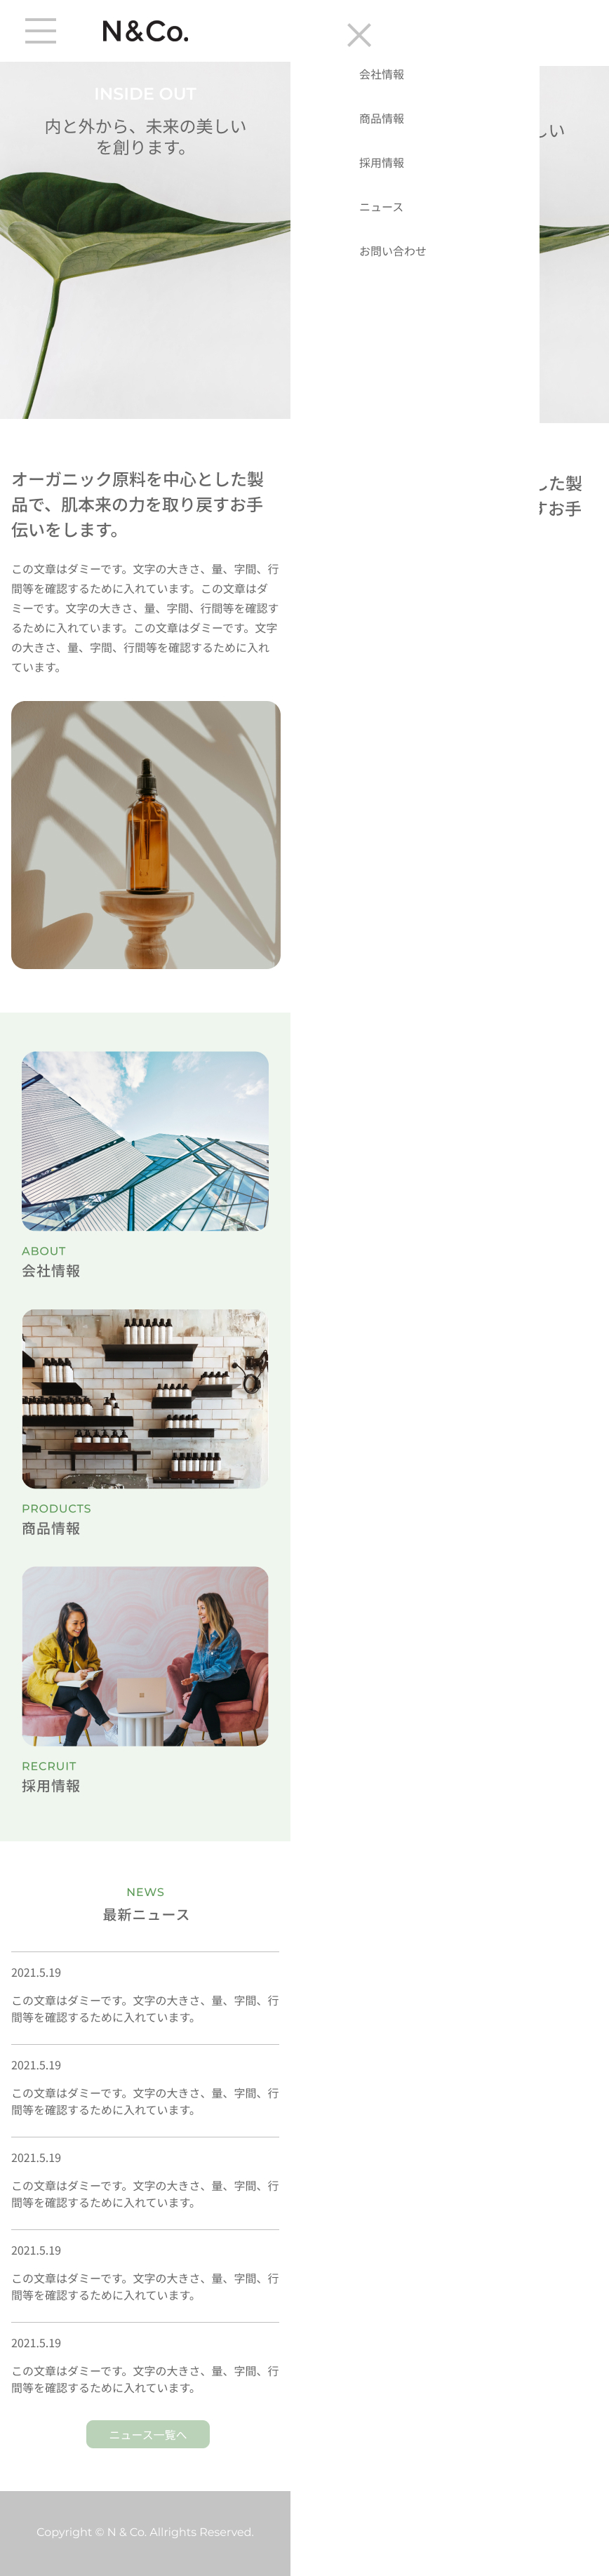 N&Co.
INSIDE OUT
内と外から、未来の美しい
を創ります。
オーガニック原料を中心とした製
品で、肌本来の力を取り戻すお手
伝いをします。
この文章はダミーです。文字の大きさ、量、字間、行
間等を確認するために入れています。この文章はダ
ミーです。文字の大きさ、量、字間、行間等を確認す
るために入れています。この文章はダミーです。文字
の大きさ、量、字間、行間等を確認するために入れ
ています。
ABOUT
会社情報
PRODUCTS
商品情報
RECRUIT
採用情報
NEWS
最新ニュース
2021.5.19
この文章はダミーです。文字の大きさ、量、字間、行
間等を確認するために入れています。
2021.5.19
この文章はダミーです。文字の大きさ、量、字間、行
間等を確認するために入れています。
2021.5.19
この文章はダミーです。文字の大きさ、量、字間、行
間等を確認するために入れています。
2021.5.19
この文章はダミーです。文字の大きさ、量、字間、行
間等を確認するために入れています。
2021.5.19
この文章はダミーです。文字の大きさ、量、字間、行
間等を確認するために入れています。
ニュース一覧へ
Copyright © N & Co. Allrights Reserved.
会社情報
商品情報
採用情報
ニュース
お問い合わせ
しい
した製
すお手